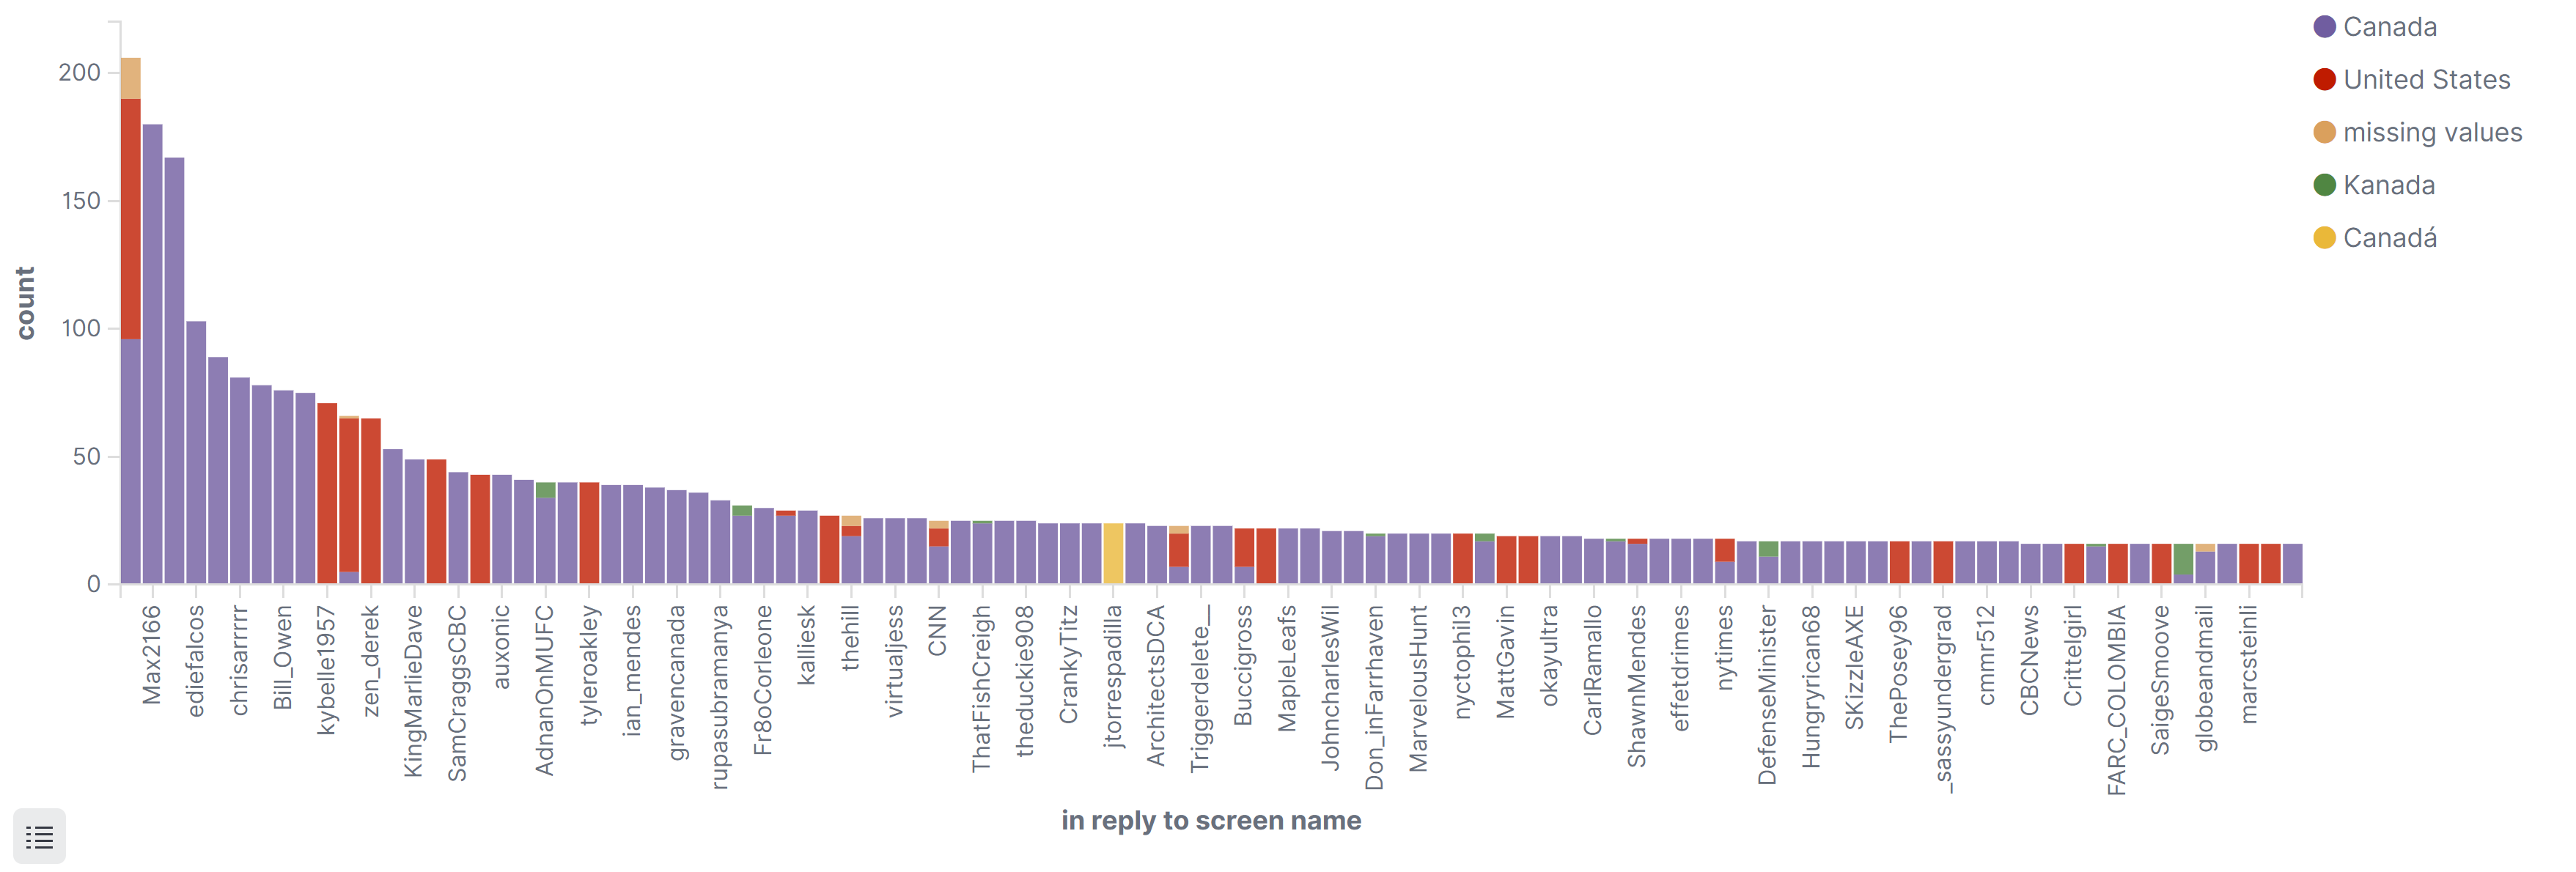 200
150
100
50
0
count
Max2166
ediefalcos
chrisarrrrr
Bill_Owen
kybelle1957
zen_derek
KingMarlieDave
SamCraggsCBC
auxonic
AdnanOnMUFC
tyleroakley
ian_mendes
gravencanada
rupasubramanya
Fr8oCorleone
kalliesk
thehill
virtualjess
CNN
ThatFishCreigh
theduckie908
CrankyTitz
jtorrespadilla
ArchitectsDCA
Triggerdelete__
Buccigross
MapleLeafs
JohncharlesWll
Don_inFarrhaven
MarvelousHunt
nyctophil3
MattGavin
okayultra
CarlRamallo
ShawnMendes
effetdrimes
nytimes
DefenseMinister
Hungryrican68
SKizzleAXE
ThePosey96
_sassyundergrad
cmmr512
CBCNews
Crittelgirl
FARC_COLOMBIA
SaigeSmoove
globeandmail
marcsteinli
in reply to screen name
Canada
United States
missing values
Kanada
Canadá